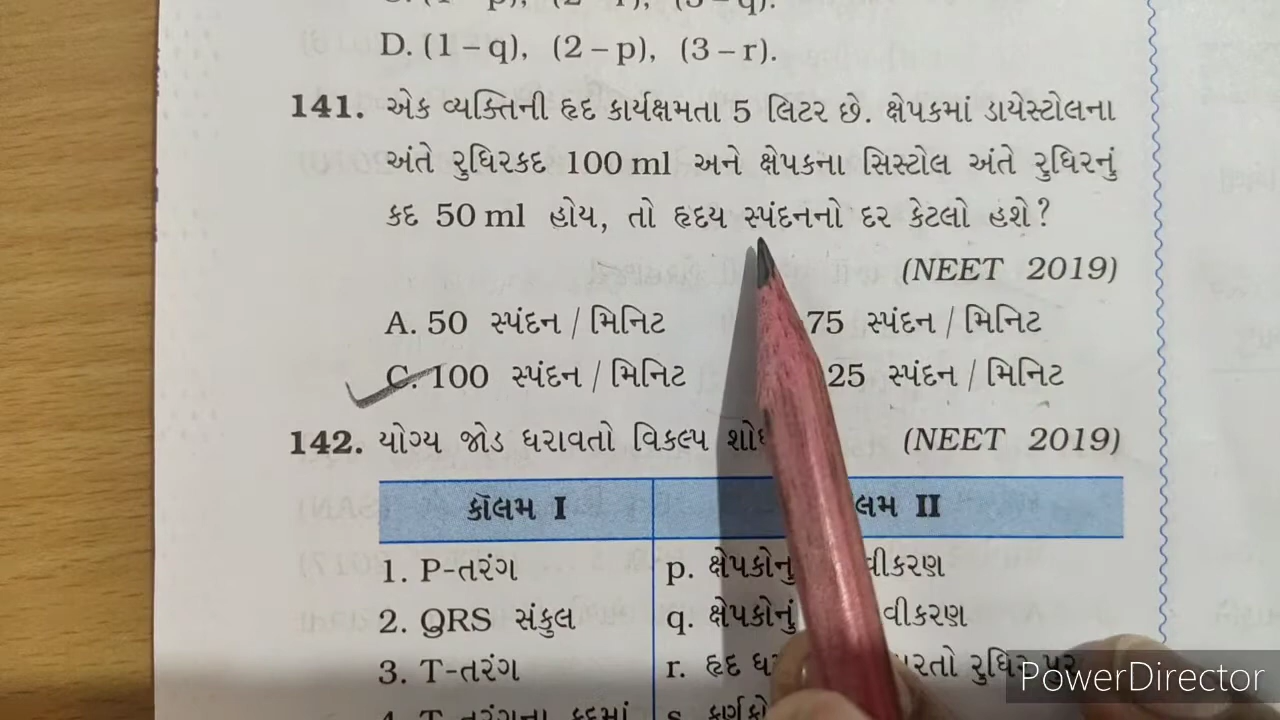 D. (1 – q), (2 – p), (3 – r).
141. એક વ્યક્તિની હૃદ કાર્યક્ષમતા 5 લિટર છે. ક્ષેપકમાં ડાયેસ્ટોલના
અંતે રુધિરકદ 100 ml અને ક્ષેપકના સિસ્ટોલ અંતે રુધિરનું
કદ 50 ml હોય, તો હૃદય સ્પંદનનો દર કેટલો હશે?
(NEET 2019)
A. 50 સ્પંદન / મિનિટ 75 સ્પંદન / મિનિટ
C. 100 સ્પંદન / મિનિટ 25 સ્પંદન / મિનિટ
142. યોગ્ય જોડ ધરાવતો વિકલ્પ (NEET 2019)
કૉલમ I II
1. P-તરંગ p. ક્ષેપકોનું
2. QRS સંકુલ q. ક્ષેપકોનું
3. T-તરંગ r. હૃદ રુધિર
PowerDirector